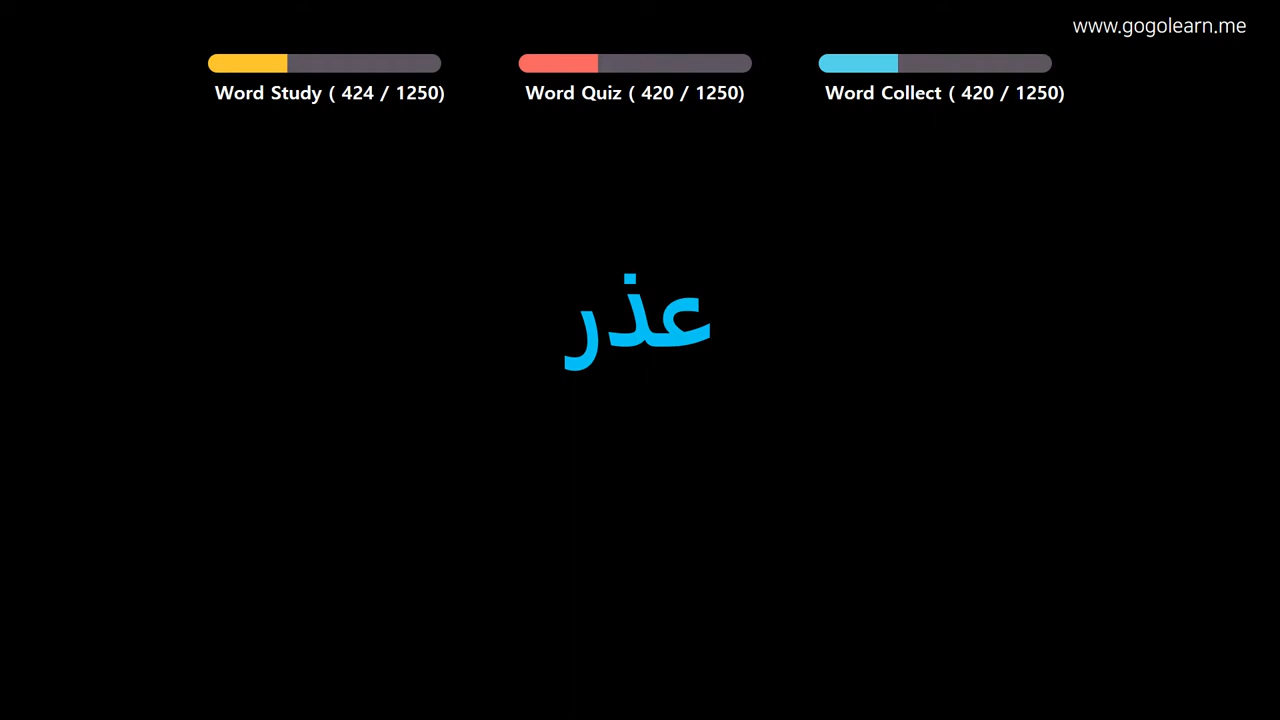 www.gogolearn.me
Word Study ( 424 / 1250)
Word Quiz ( 420 / 1250)
Word Collect ( 420 / 1250)
عذر